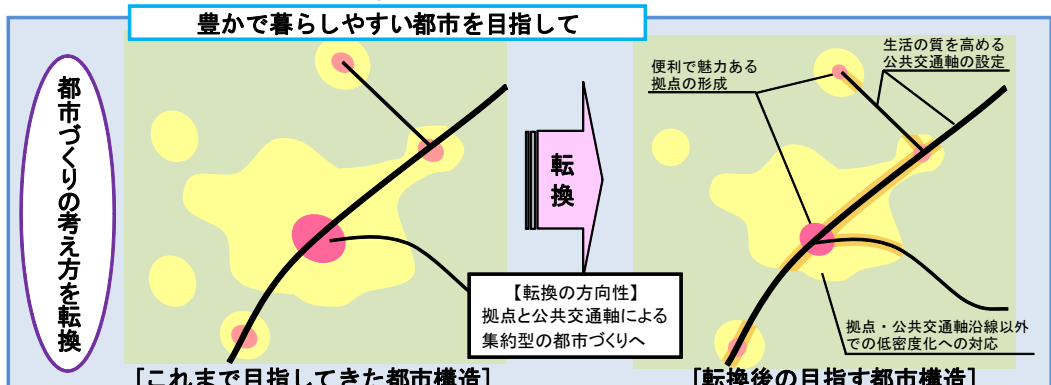 豊かで暮らしやすい都市を目指して
都市づくりの考え方を転換
転換
【転換の方向性】
拠点と公共交通軸による
集約型の都市づくりへ
便利で魅力ある
拠点の形成
生活の質を高める
公共交通軸の設定
拠点・公共交通軸沿線以外
での低密度化への対応
[これまで目指してきた都市構造]
[転換後の目指す都市構造]